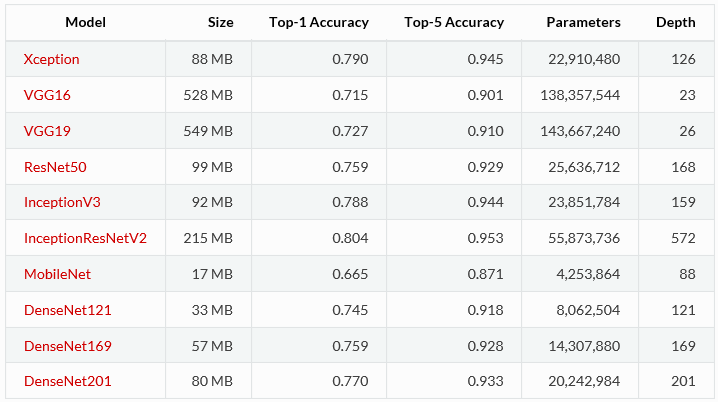 Model Size Top-1 Accuracy Top-5 Accuracy Parameters Depth
Xception 88 MB 0.790 0.945 22,910,480 126
VGG16 528 MB 0.715 0.901 138,357,544 23
VGG19 549 MB 0.727 0.910 143,667,240 26
ResNet50 99 MB 0.759 0.929 25,636,712 168
InceptionV3 92 MB 0.788 0.944 23,851,784 159
InceptionResNetV2 215 MB 0.804 0.953 55,873,736 572
MobileNet 17 MB 0.665 0.871 4,253,864 88
DenseNet121 33 MB 0.745 0.918 8,062,504 121
DenseNet169 57 MB 0.759 0.928 14,307,880 169
DenseNet201 80 MB 0.770 0.933 20,242,984 201